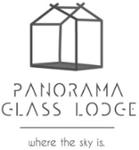 PANORAMA
GLASS LODGE
where the sky is.